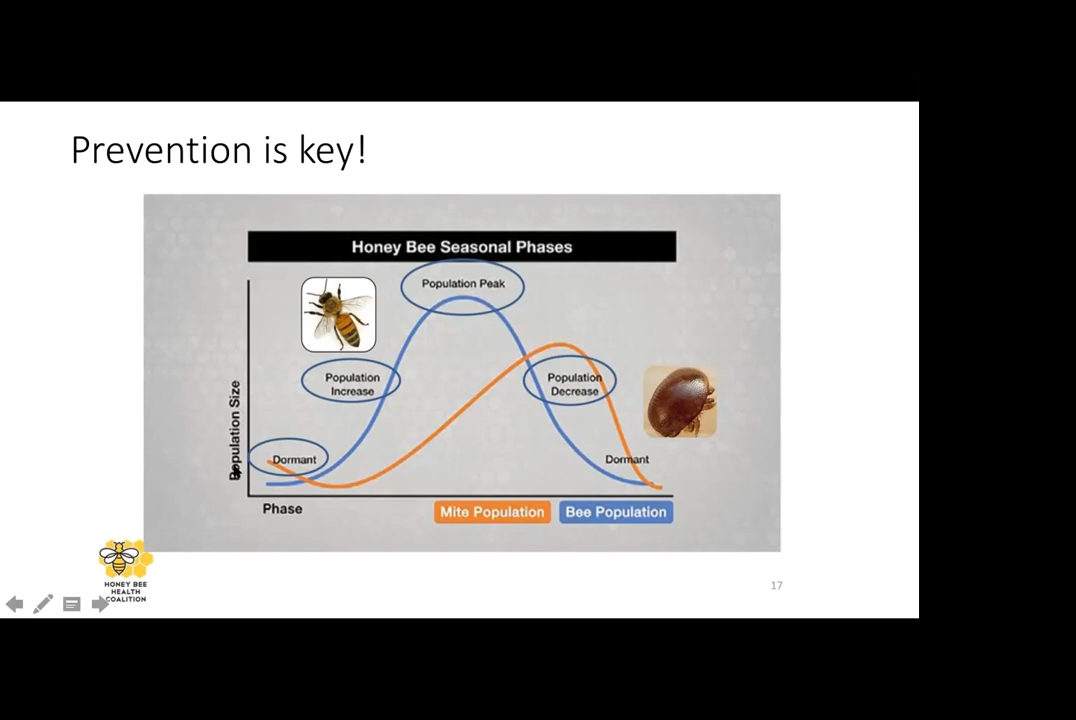 Prevention is key!
Honey Bee Seasonal Phases
Population Peak
Population
Increase
Population
Decrease
Population Size
Dormant
Dormant
Phase
Mite Population
Bee Population
HONEY BEE
HEALTH
COALITION
17